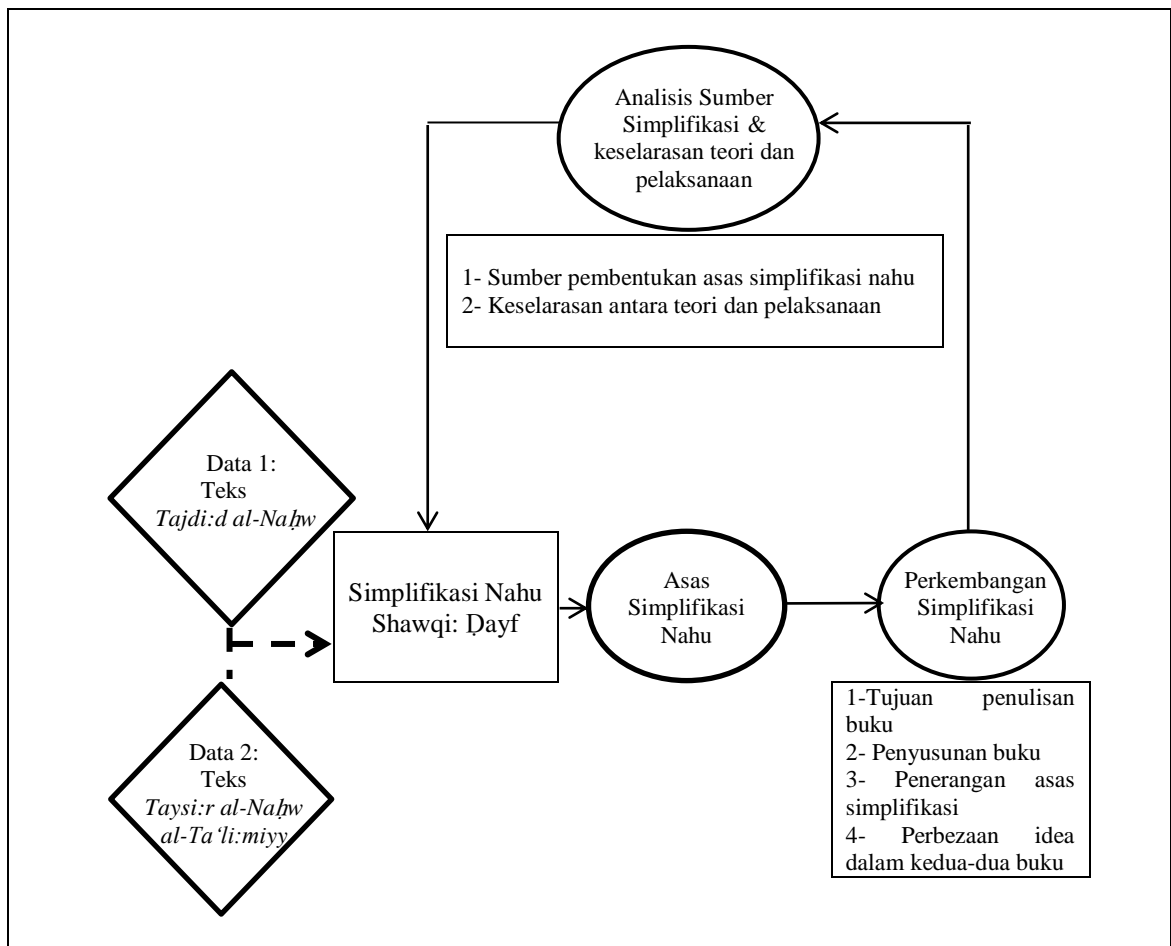 Analisis Sumber
Simplifikasi &
keselarasan teori dan
pelaksanaan
1- Sumber pembentukan asas simplifikasi nahu
2- Keselarasan antara teori dan pelaksanaan
Data 1:
Teks
Tajdi:d al-Naḥw
Simplifikasi Nahu
Shawqi: Ḍayf
Asas
Simplifikasi
Nahu
Perkembangan
Simplifikasi
Nahu
1-Tujuan penulisan
buku
2- Penyusunan buku
3- Penerangan asas
simplifikasi
4- Perbezaan idea
dalam kedua-dua buku
Data 2:
Teks
Taysi:r al-Naḥw
al-Ta‘li:miyy